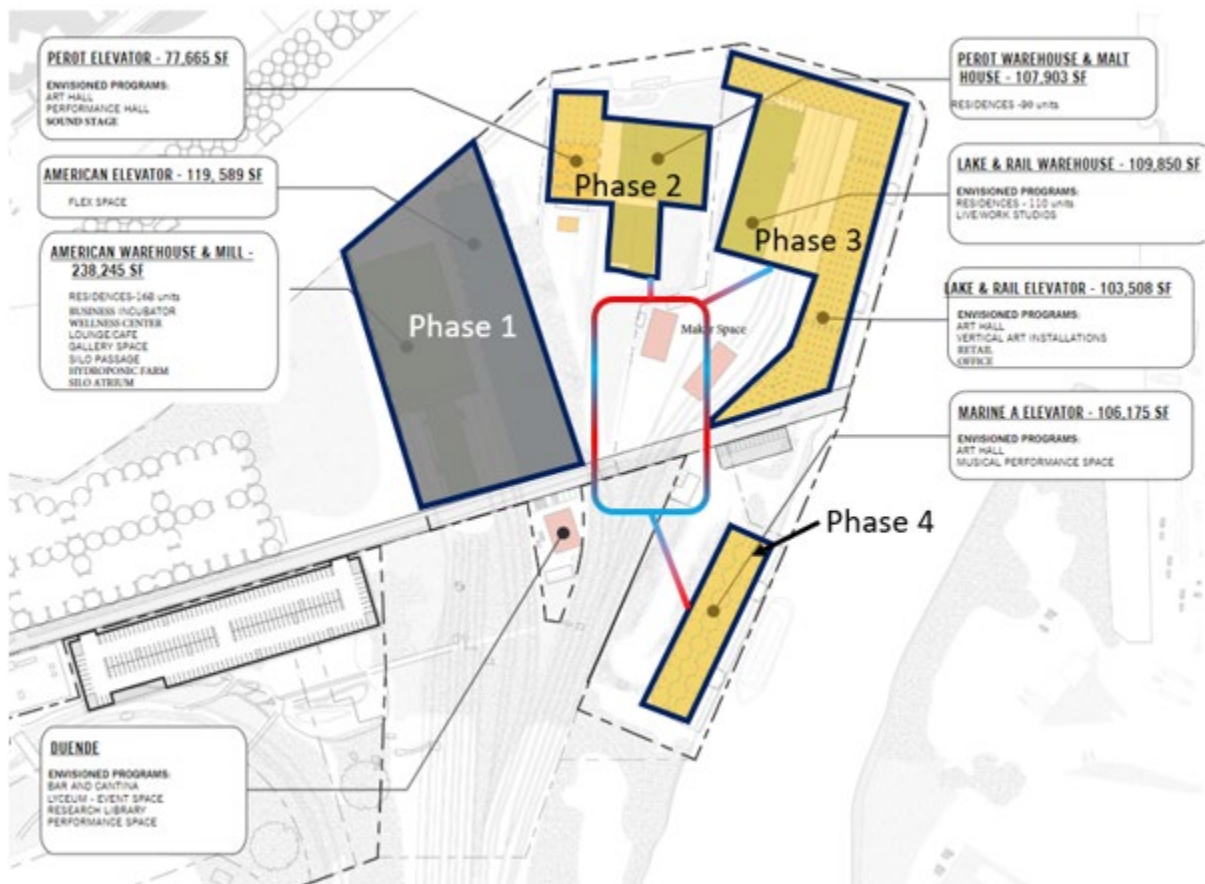 PEROT ELEVATOR - 77,665 SF
ENVISIONED PROGRAMS:
ART HALL
PERFORMANCE HALL
SOUND STAGE
AMERICAN ELEVATOR - 119, 589 SF
FLEX SPACE
AMERICAN WAREHOUSE & MILL -
238,245 SF
RESIDENCES-168 units
BUSINESS INCUBATOR
WELLNESS CENTER
LOUNGE/CAFE
GALLERY SPACE
SILO PASSAGE
HYDROPONIC FARM
SILO ATRIUM
DUENDE
ENVISIONED PROGRAMS:
BAR AND CANTINA
LYCEUM - EVENT SPACE
RESEARCH LIBRARY
PERFORMANCE SPACE
Phase 1
Phase 2
Phase 3
Maker Space
Phase 4
PEROT WAREHOUSE & MALT
HOUSE - 107,903 SF
RESIDENCES -90 units
LAKE & RAIL WAREHOUSE - 109,850 SF
ENVISIONED PROGRAMS:
RESIDENCES - 110 units
LIVE/WORK STUDIOS
LAKE & RAIL ELEVATOR - 103,508 SF
ENVISIONED PROGRAMS:
ART HALL
VERTICAL ART INSTALLATIONS
RETAIL
OFFICE
MARINE A ELEVATOR - 106,175 SF
ENVISIONED PROGRAMS:
ART HALL
MUSICAL PERFORMANCE SPACE